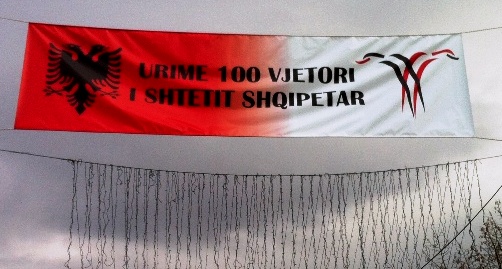 URIME 100 VJETORI
I SHTETIT SHQIPETAR